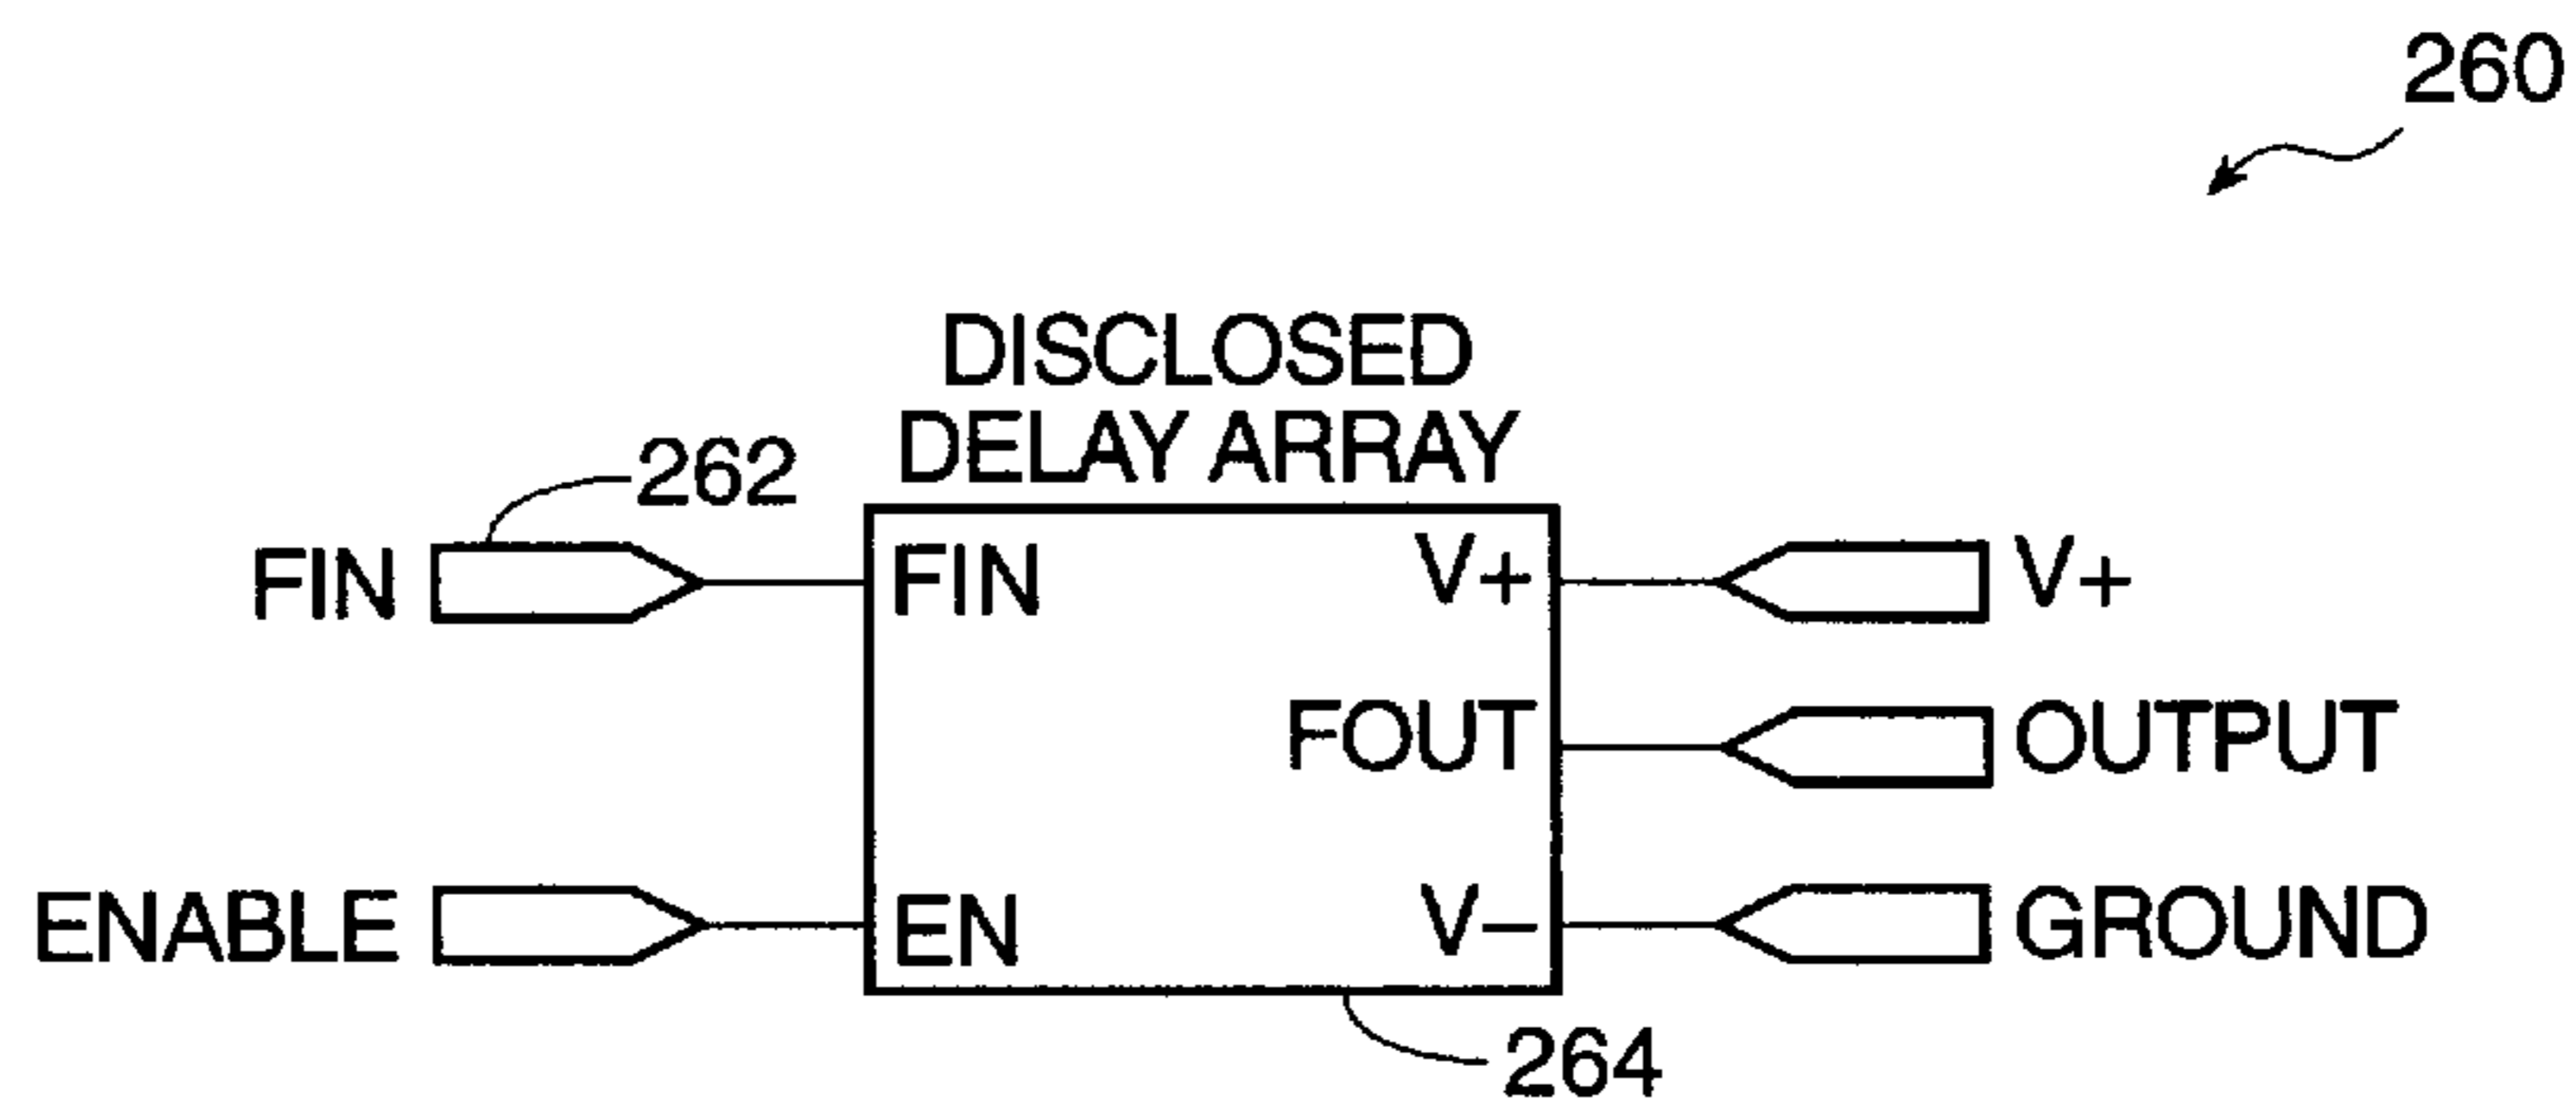 260
DISCLOSED
DELAY ARRAY
262
FIN
FIN
V+
V+
FOUT
OUTPUT
ENABLE
EN
V−
GROUND
264